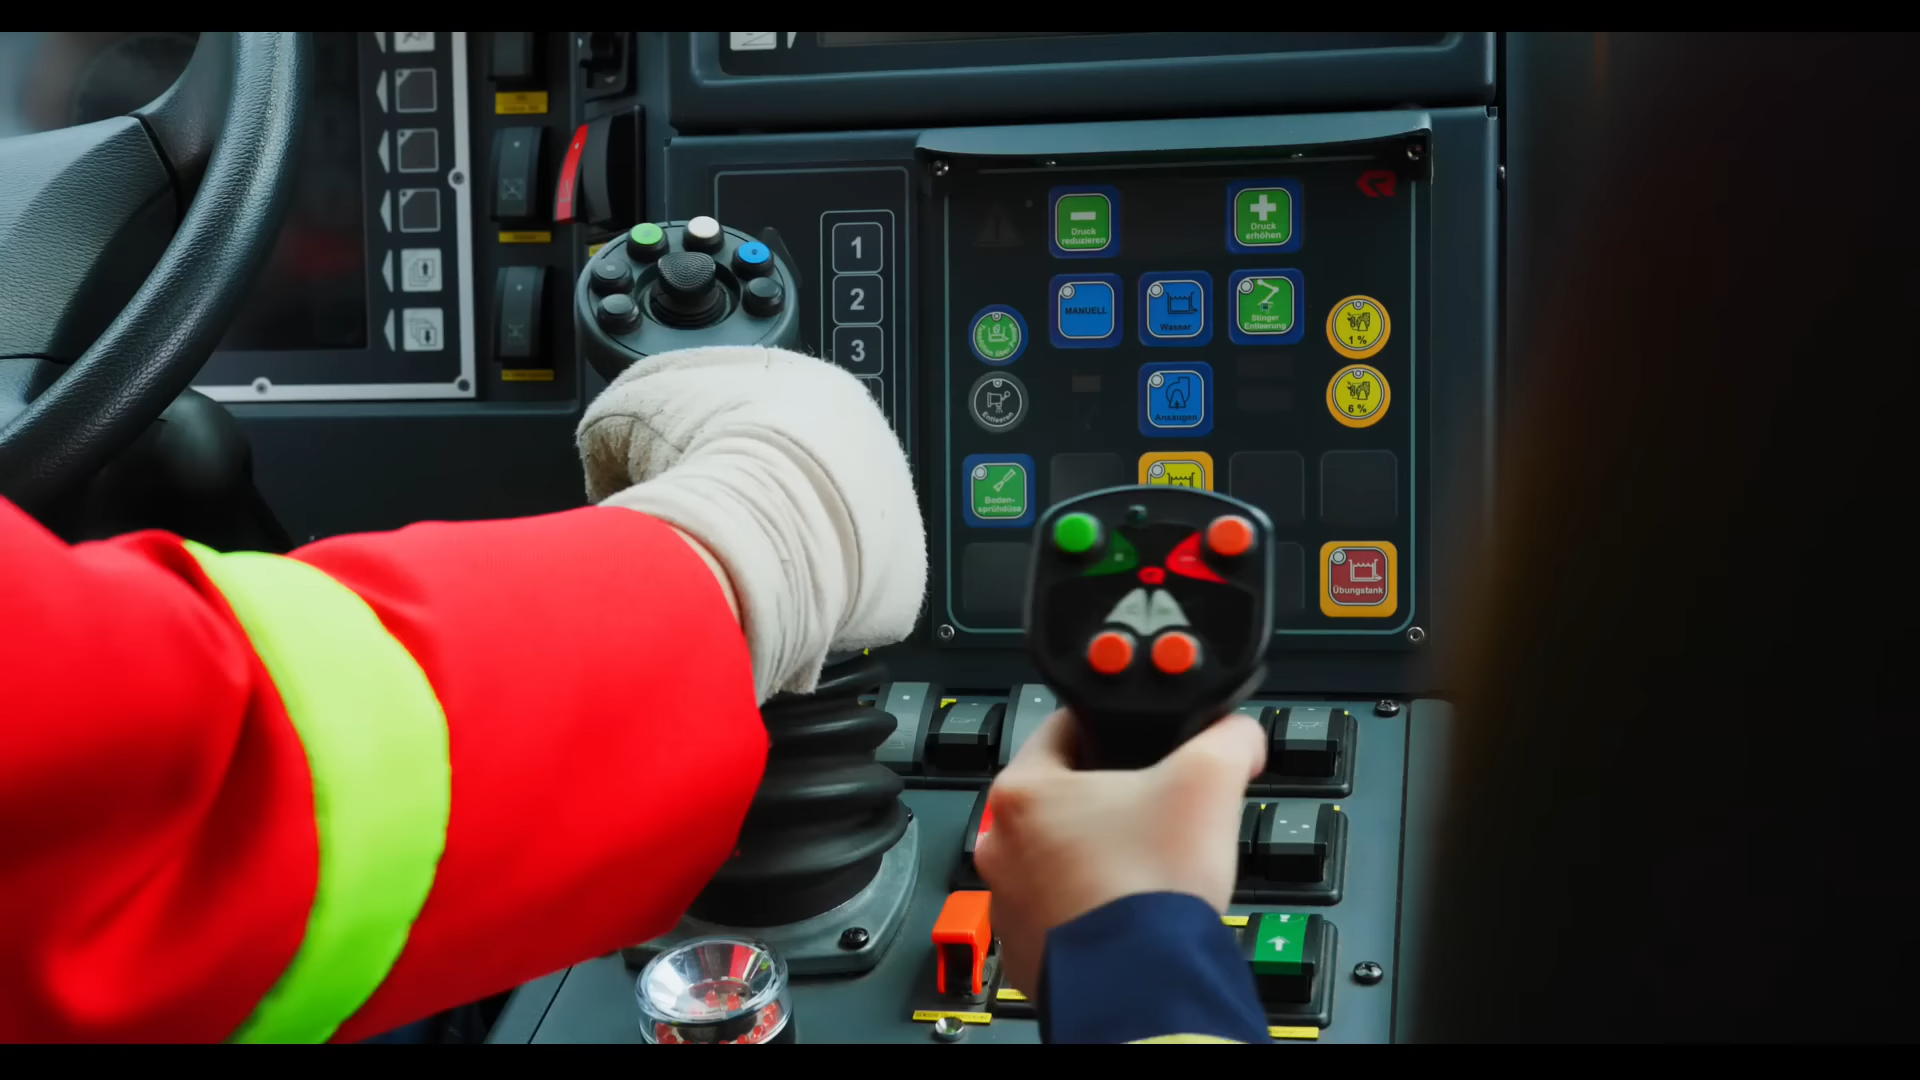 Druck
reduzieren
Druck
erhöhen
1
2
3
MANUELL
Wasser
Stinger
Entleerung
1 %
Entleeren
Ansaugen
6 %
Boden-
sprühdüse
Übungstank